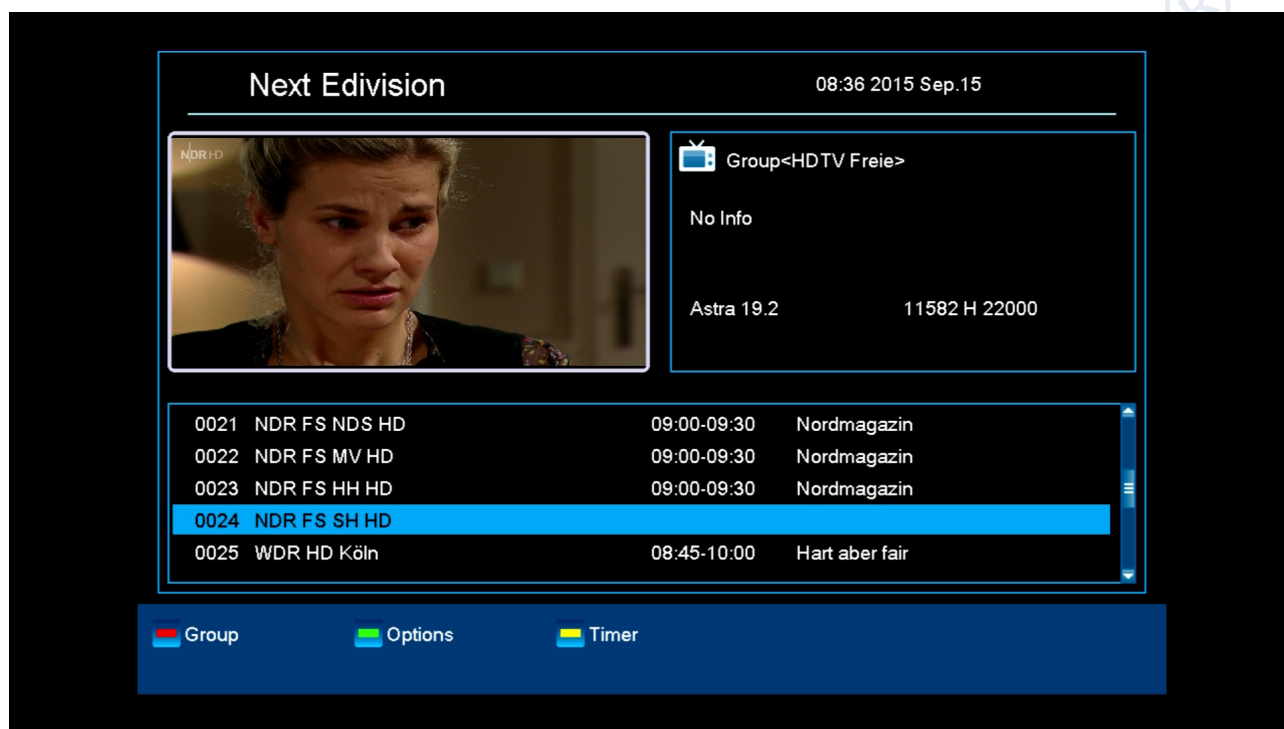 Next Edivision 08:36 2015 Sep.15
NDR HD
Group<HDTV Freie>
No Info
Astra 19.2 11582 H 22000
0021 NDR FS NDS HD 09:00-09:30 Nordmagazin
0022 NDR FS MV HD 09:00-09:30 Nordmagazin
0023 NDR FS HH HD 09:00-09:30 Nordmagazin
0024 NDR FS SH HD
0025 WDR HD Köln 08:45-10:00 Hart aber fair
Group Options Timer